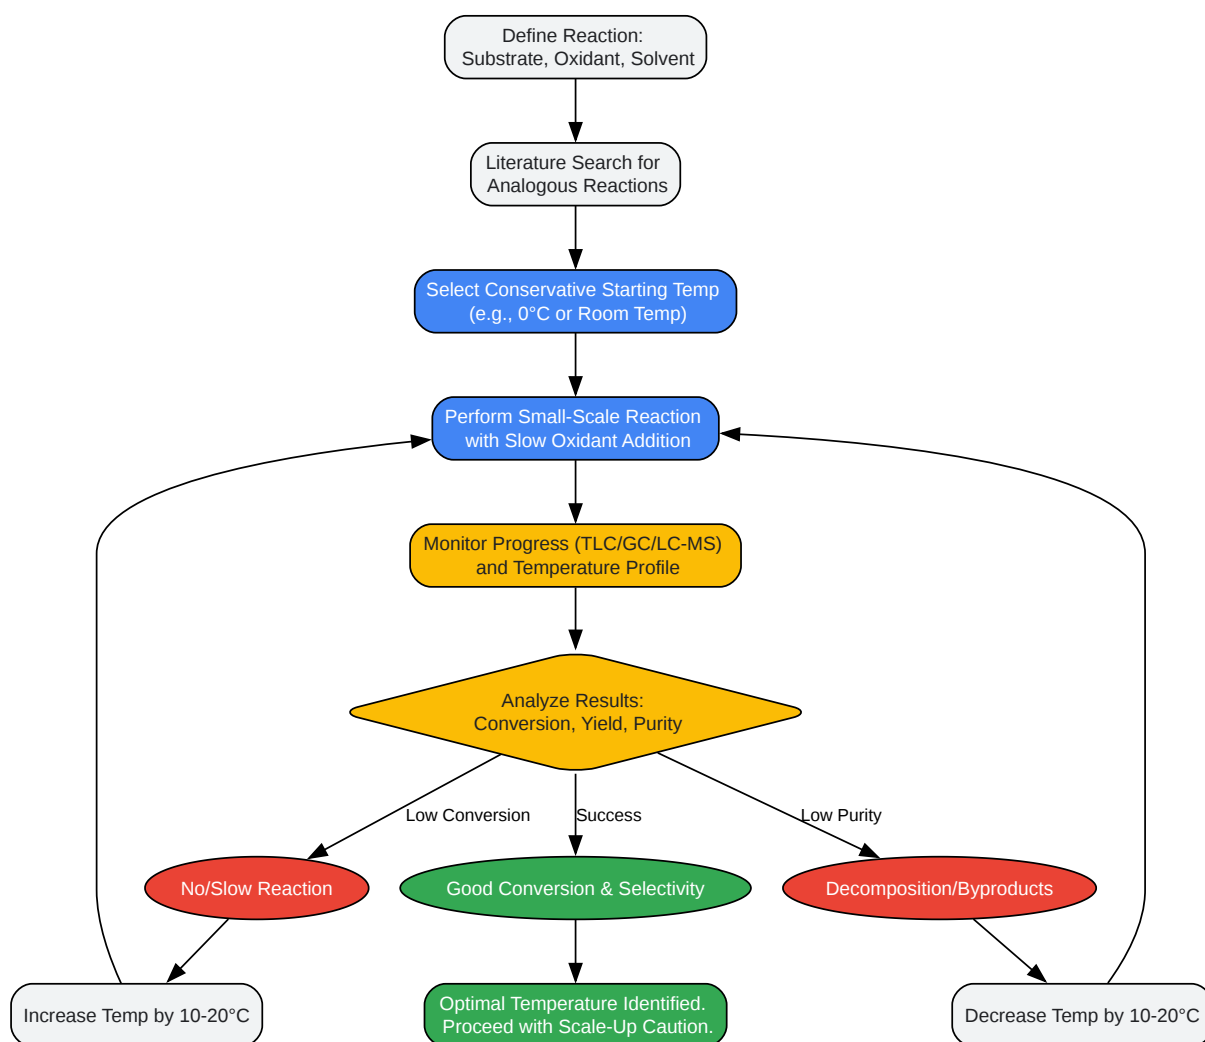 Define Reaction:
Substrate, Oxidant, Solvent
Literature Search for
Analogous Reactions
Select Conservative Starting Temp
(e.g., 0°C or Room Temp)
Perform Small-Scale Reaction
with Slow Oxidant Addition
Monitor Progress (TLC/GC/LC-MS)
and Temperature Profile
Analyze Results:
Conversion, Yield, Purity
Low Conversion
Success
Low Purity
No/Slow Reaction
Good Conversion & Selectivity
Decomposition/Byproducts
Increase Temp by 10-20°C
Optimal Temperature Identified.
Proceed with Scale-Up Caution.
Decrease Temp by 10-20°C